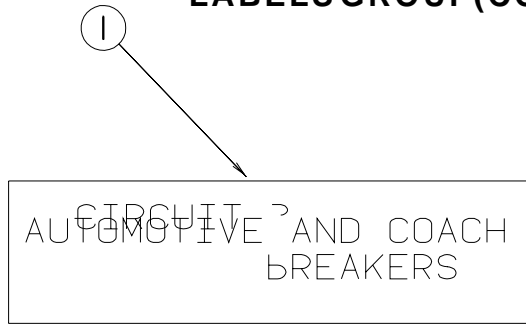 LABELS GROUP
1
CIRCUIT
AUTOMOTIVE AND COACH
bREAKERS